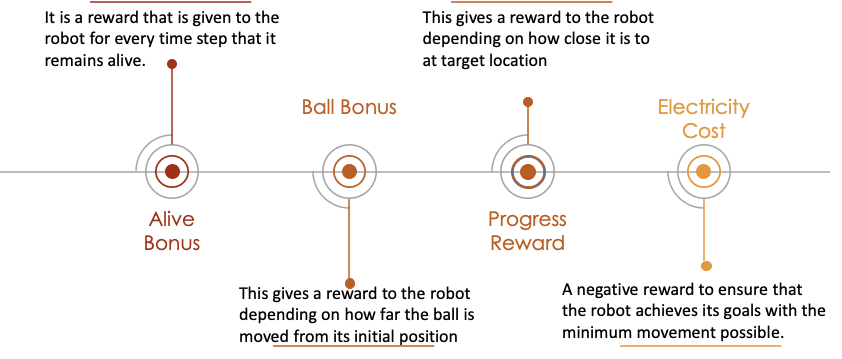 It is a reward that is given to the
robot for every time step that it
remains alive.
This gives a reward to the robot
depending on how close it is to
at target location
Ball Bonus
Electricity
Cost
Alive
Bonus
Progress
Reward
This gives a reward to the robot
depending on how far the ball is
moved from its initial position
A negative reward to ensure that
the robot achieves its goals with the
minimum movement possible.